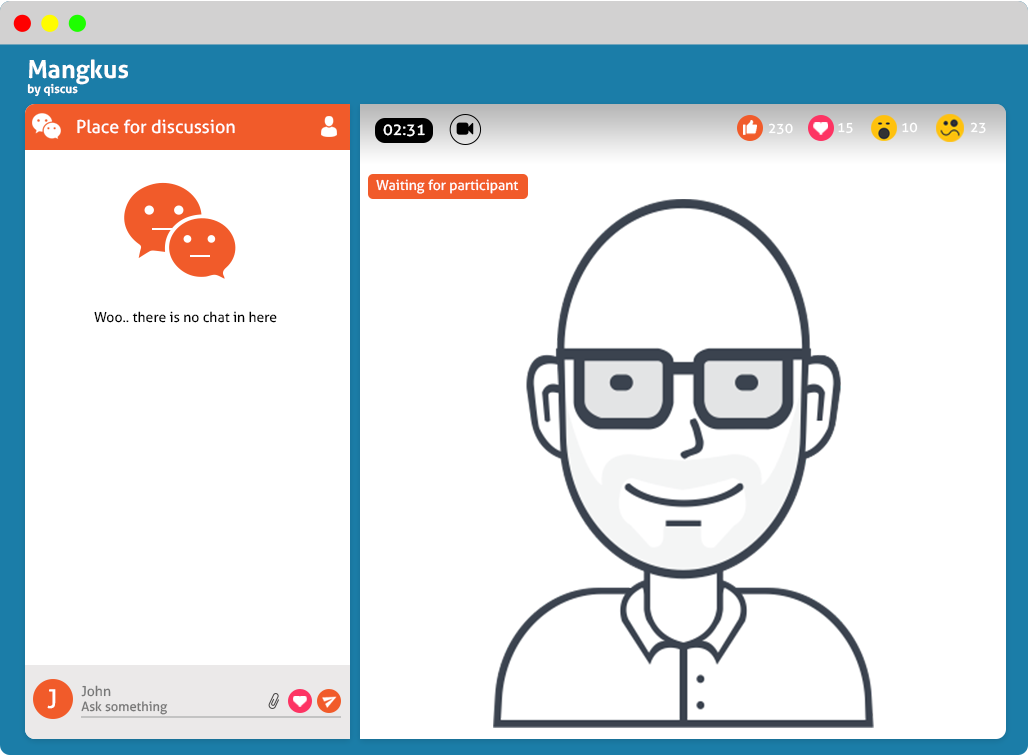 Mangkus
by qiscus
Place for discussion
02:31
230
15
10
23
Waiting for participant
Woo.. there is no chat in here
J
John
Ask something